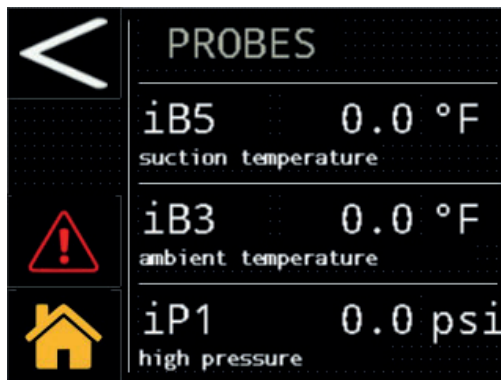 PROBES
iB5 0.0 °F
suction temperature
iB3 0.0 °F
ambient temperature
iP1 0.0 psi
high pressure